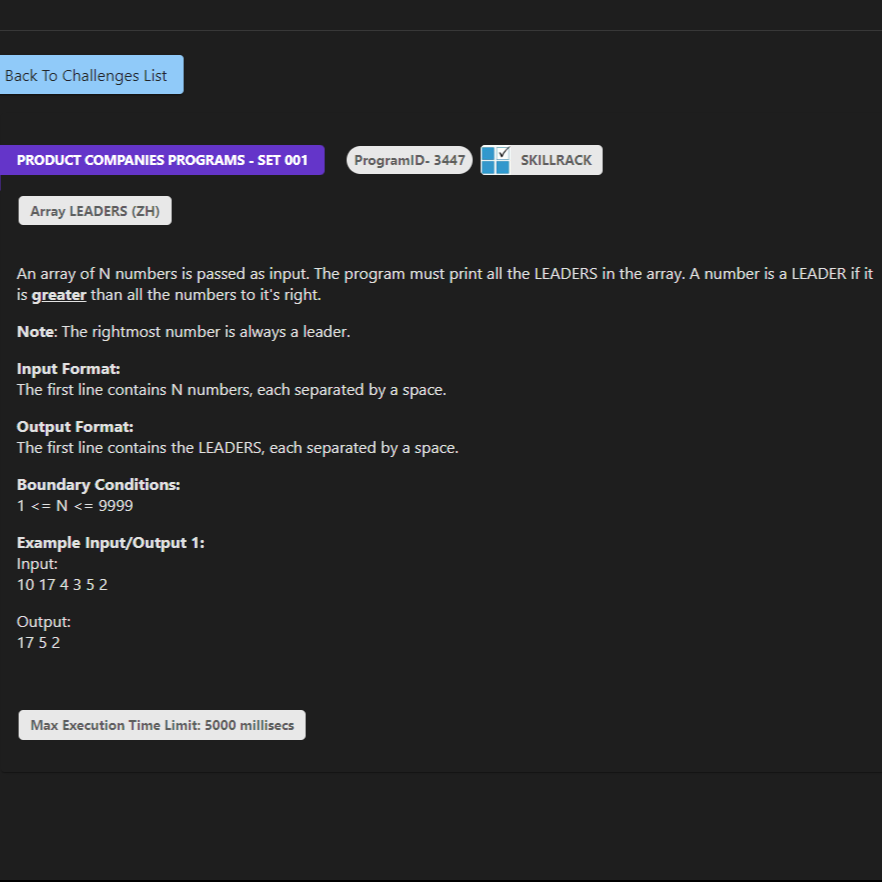 Back To Challenges List
PRODUCT COMPANIES PROGRAMS - SET 001 ProgramID- 3447 SKILLRACK
Array LEADERS (ZH)
An array of N numbers is passed as input. The program must print all the LEADERS in the array. A number is a LEADER if it
is greater than all the numbers to it's right.
Note: The rightmost number is always a leader.
Input Format:
The first line contains N numbers, each separated by a space.
Output Format:
The first line contains the LEADERS, each separated by a space.
Boundary Conditions:
1 <= N <= 9999
Example Input/Output 1:
Input:
10 17 4 3 5 2
Output:
17 5 2
Max Execution Time Limit: 5000 millisecs